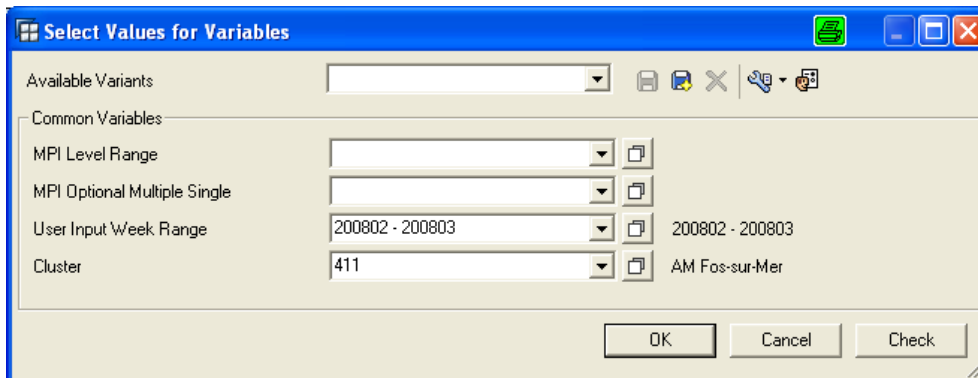 Select Values for Variables
Available Variants
Common Variables
MPI Level Range
MPI Optional Multiple Single
User Input Week Range 200802 - 200803 200802 - 200803
Cluster 411 AM Fos-sur-Mer
OK Cancel Check